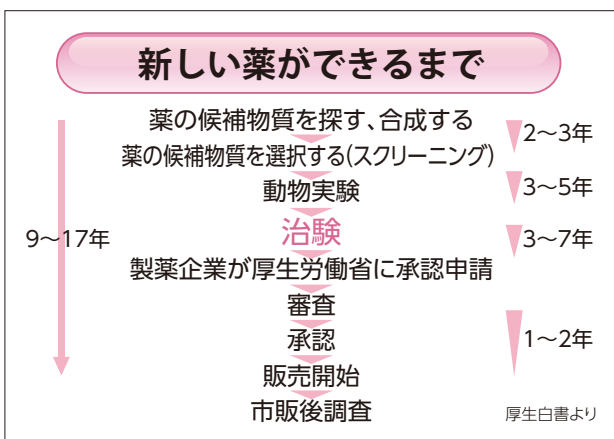 新しい薬ができるまで
薬の候補物質を探す、合成する
2〜3年
薬の候補物質を選択する(スクリーニング)
動物実験
3〜5年
治験
9〜17年
3〜7年
製薬企業が厚生労働省に承認申請
審査
承認
1〜2年
販売開始
市販後調査
厚生白書より